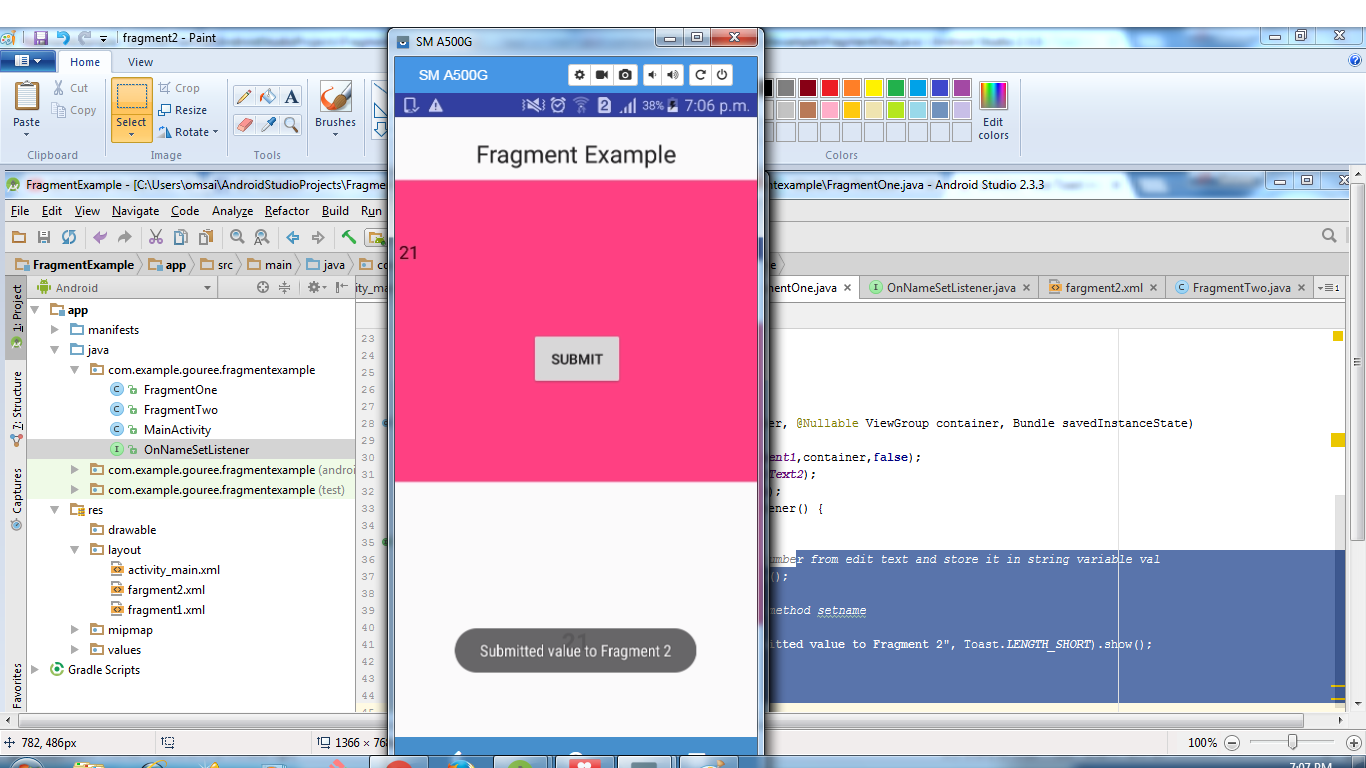 fragment2 - Paint
Home View
Paste
Cut
Copy
Clipboard
Select
Crop
Resize
Rotate
Image
Tools
Brushes
Colors
Edit colors
SM A500G
SM A500G
2 38% 7:06 p.m.
Fragment Example
21
SUBMIT
21
Submitted value to Fragment 2
FragmentExample - [C:\Users\omsai\AndroidStudioProjects\Fragme
texample\FragmentOne.java - Android Studio 2.3.3
File Edit View Navigate Code Analyze Refactor Build Run
FragmentExample app src main java co
Android
ity_ma
mentOne.java OnNameSetListener.java fargment2.xml FragmentTwo.java 1
1: Project
7: Structure
Captures
Favorites
app
manifests
java
com.example.gouree.fragmentexample
FragmentOne
FragmentTwo
MainActivity
OnNameSetListener
com.example.gouree.fragmentexample (androi
com.example.gouree.fragmentexample (test)
res
drawable
layout
activity_main.xml
fargment2.xml
fragment1.xml
mipmap
values
Gradle Scripts
23
24
25
26
27
28 er, @Nullable ViewGroup container, Bundle savedInstanceState)
29
30 ent1,container,false);
31 Text2);
32 );
33 ener() {
34
35
36 umber from edit text and store it in string variable val
37 ();
38
39 method setname
40
41 itted value to Fragment 2", Toast.LENGTH_SHORT).show();
42
43
44
45
782, 486px
1366 × 768
100%
7:07 PM